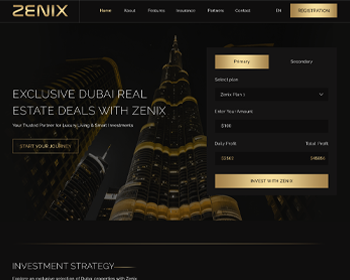 ZENIX
Home About Features Insurance Partners Contact EN REGISTRATION
Primary Secondary
Select plan
Zenix Plan 1
EXCLUSIVE DUBAI REAL
ESTATE DEALS WITH ZENIX
Your Trusted Partner for Luxury Living & Smart Investments
START YOUR JOURNEY
Enter Your Amount
$100
Daily Profit Total Profit
INVEST WITH ZENIX
INVESTMENT STRATEGY
Explore an exclusive selection of Dubai properties with Zenix.